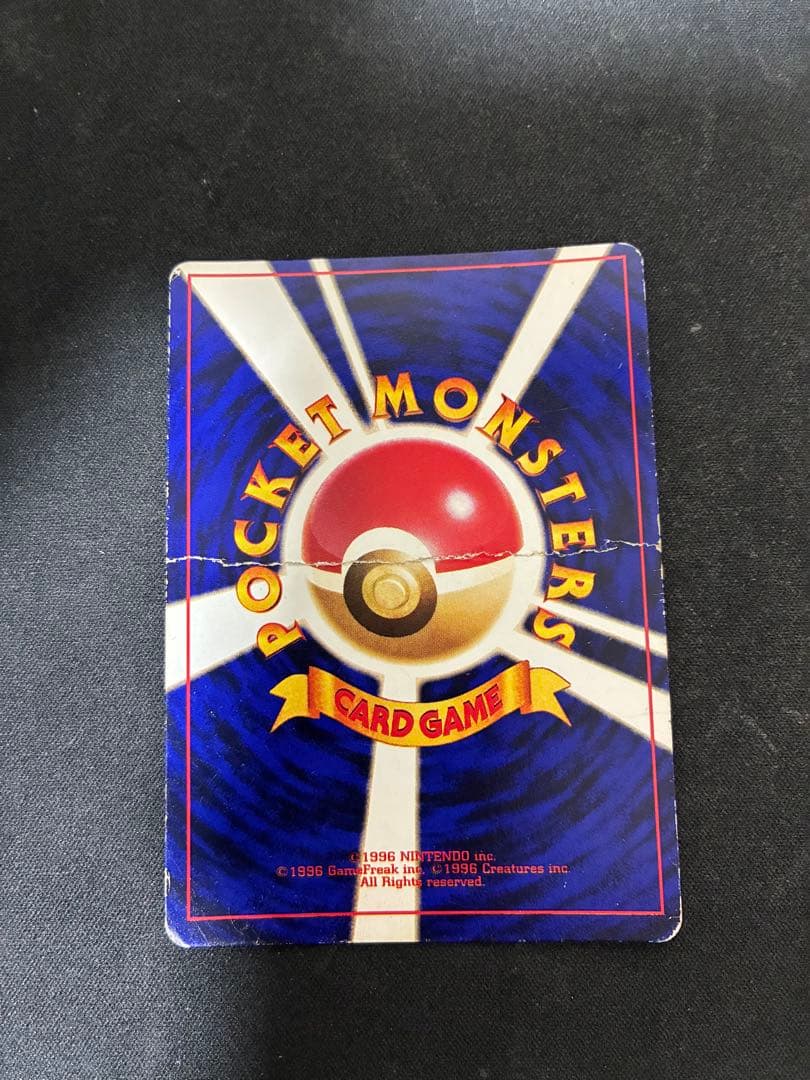 POCKET MONSTERS
CARD GAME
©1996 NINTENDO inc.
©1996 GameFreak inc. ©1996 Creatures inc.
All Rights reserved.